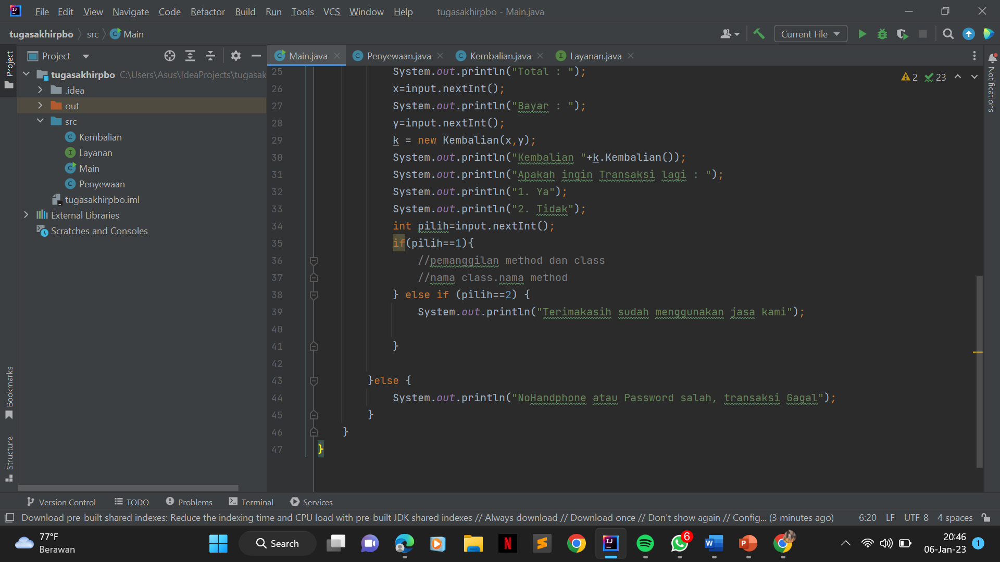 File Edit View Navigate Code Refactor Build Run Tools VCS Window Help tugasakhirpbo - Main.java
tugasakhirpbo src Main
Current File
Project
Main.java Penyewaan.java Kembalian.java Layanan.java
Project
Notifications
Bookmarks
Structure
tugasakhirpbo C:\Users\Asus\IdeaProjects\tugasak
.idea
out
src
Kembalian
Layanan
Main
Penyewaan
tugasakhirpbo.iml
External Libraries
Scratches and Consoles
2 23
25 System.out.println("Total : ");
26 x=input.nextInt();
27 System.out.println("Bayar : ");
28 y=input.nextInt();
29 k = new Kembalian(x,y);
30 System.out.println("Kembalian "+k.Kembalian());
31 System.out.println("Apakah ingin Transaksi lagi : ");
32 System.out.println("1. Ya");
33 System.out.println("2. Tidak");
34 int pilih=input.nextInt();
35 if(pilih==1){
36 //pemanggilan method dan class
37 //nama class.nama method
38 } else if (pilih==2) {
39 System.out.println("Terimakasih sudah menggunakan jasa kami");
40
41 }
42
43 }else {
44 System.out.println("NoHandphone atau Password salah, transaksi Gagal");
45 }
46 }
47 }
Version Control TODO Problems Terminal Services
Download pre-built shared indexes: Reduce the indexing time and CPU load with pre-built JDK shared indexes // Always download // Download once // Don't show again // Config... (3 minutes ago) 6:20 LF UTF-8 4 spaces
77°F
Berawan
Search
6
20:46
06-Jan-23
1